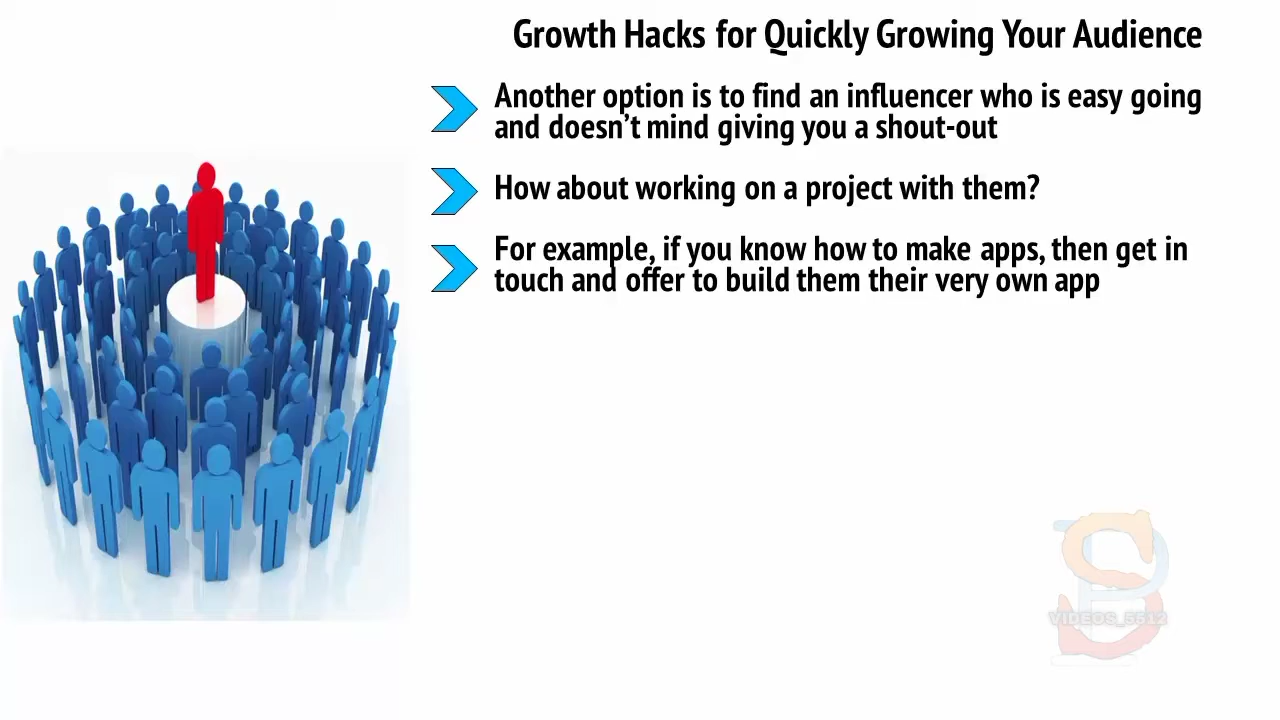 Growth Hacks for Quickly Growing Your Audience
Another option is to find an influencer who is easy going
and doesn't mind giving you a shout-out
How about working on a project with them?
For example, if you know how to make apps, then get in
touch and offer to build them their very own app
VIDEOS_5512